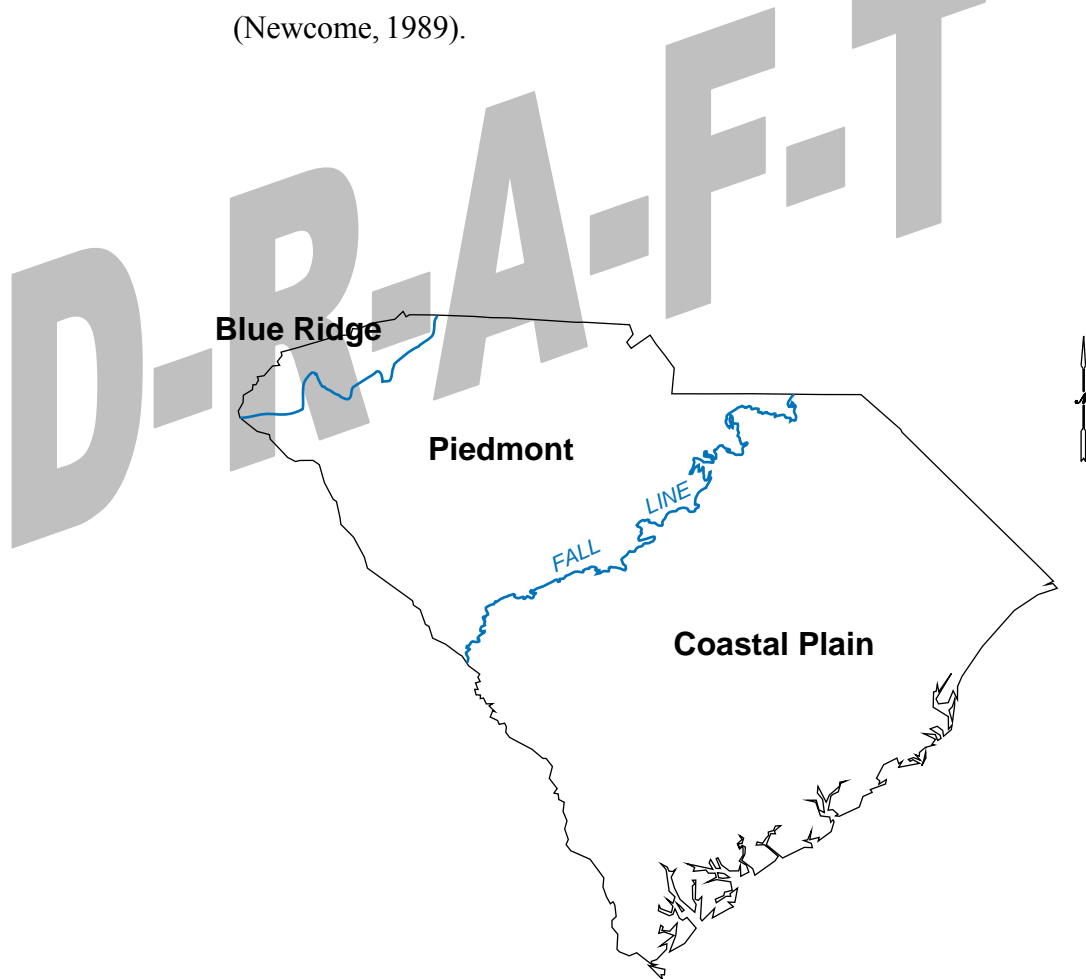 (Newcome, 1989).
D-R-A-F-T
Blue Ridge
Piedmont
LINE
FALL
Coastal Plain
N